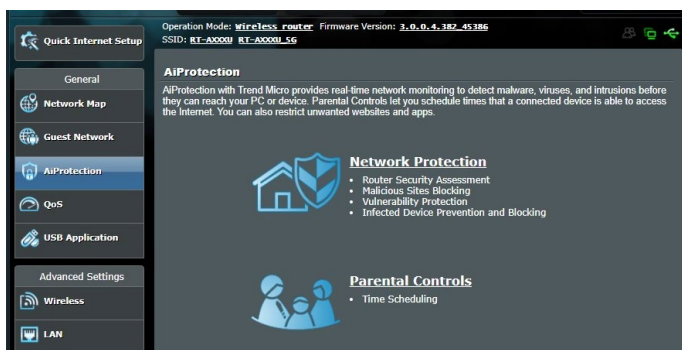 Operation Mode: Wireless router Firmware Version: 3.0.0.4.382_45386
SSID: RT-AXXXU RT-AXXXU_5G
Quick Internet Setup
General
Network Map
Guest Network
AiProtection
QoS
USB Application
Advanced Settings
Wireless
LAN
AiProtection
AiProtection with Trend Micro provides real-time network monitoring to detect malware, viruses, and intrusions before
they can reach your PC or device. Parental Controls let you schedule times that a connected device is able to access
the Internet. You can also restrict unwanted websites and apps.
Network Protection
• Router Security Assessment
• Malicious Sites Blocking
• Vulnerability Protection
• Infected Device Prevention and Blocking
Parental Controls
• Time Scheduling